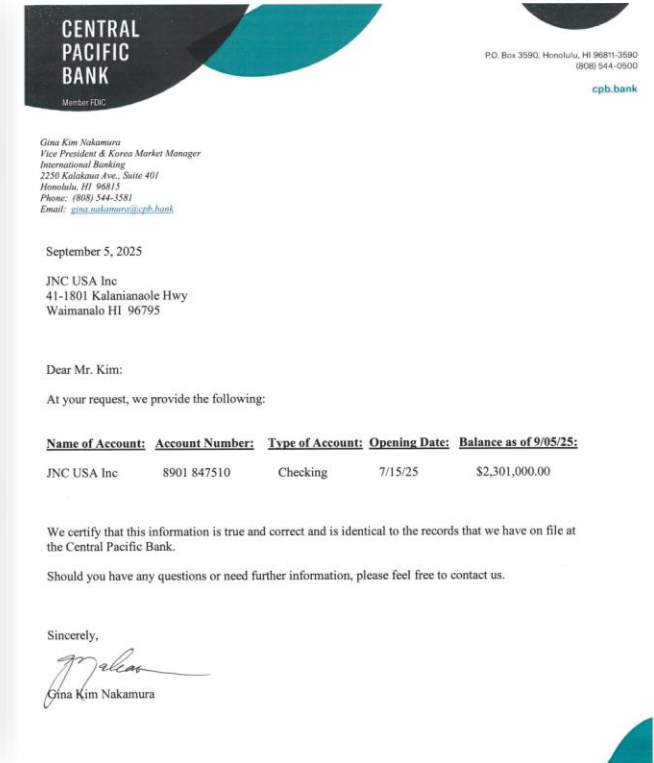 CENTRAL
PACIFIC
BANK
Member FDIC
P.O. Box 3590, Honolulu, HI 96811-3590
(808) 544-0500
cpb.bank
Gina Kim Nakamura
Vice President & Korea Market Manager
International Banking
2250 Kalakaua Ave., Suite 401
Honolulu, HI 96815
Phone: (808) 544-3581
Email: gina.nakamura@cpb.bank
September 5, 2025
JNC USA Inc
41-1801 Kalanianaole Hwy
Waimanalo HI 96795
Dear Mr. Kim:
At your request, we provide the following:
Name of Account: Account Number: Type of Account: Opening Date: Balance as of 9/05/25:
JNC USA Inc 8901 847510 Checking 7/15/25 $2,301,000.00
We certify that this information is true and correct and is identical to the records that we have on file at
the Central Pacific Bank.
Should you have any questions or need further information, please feel free to contact us.
Sincerely,
Gina Kim Nakamura